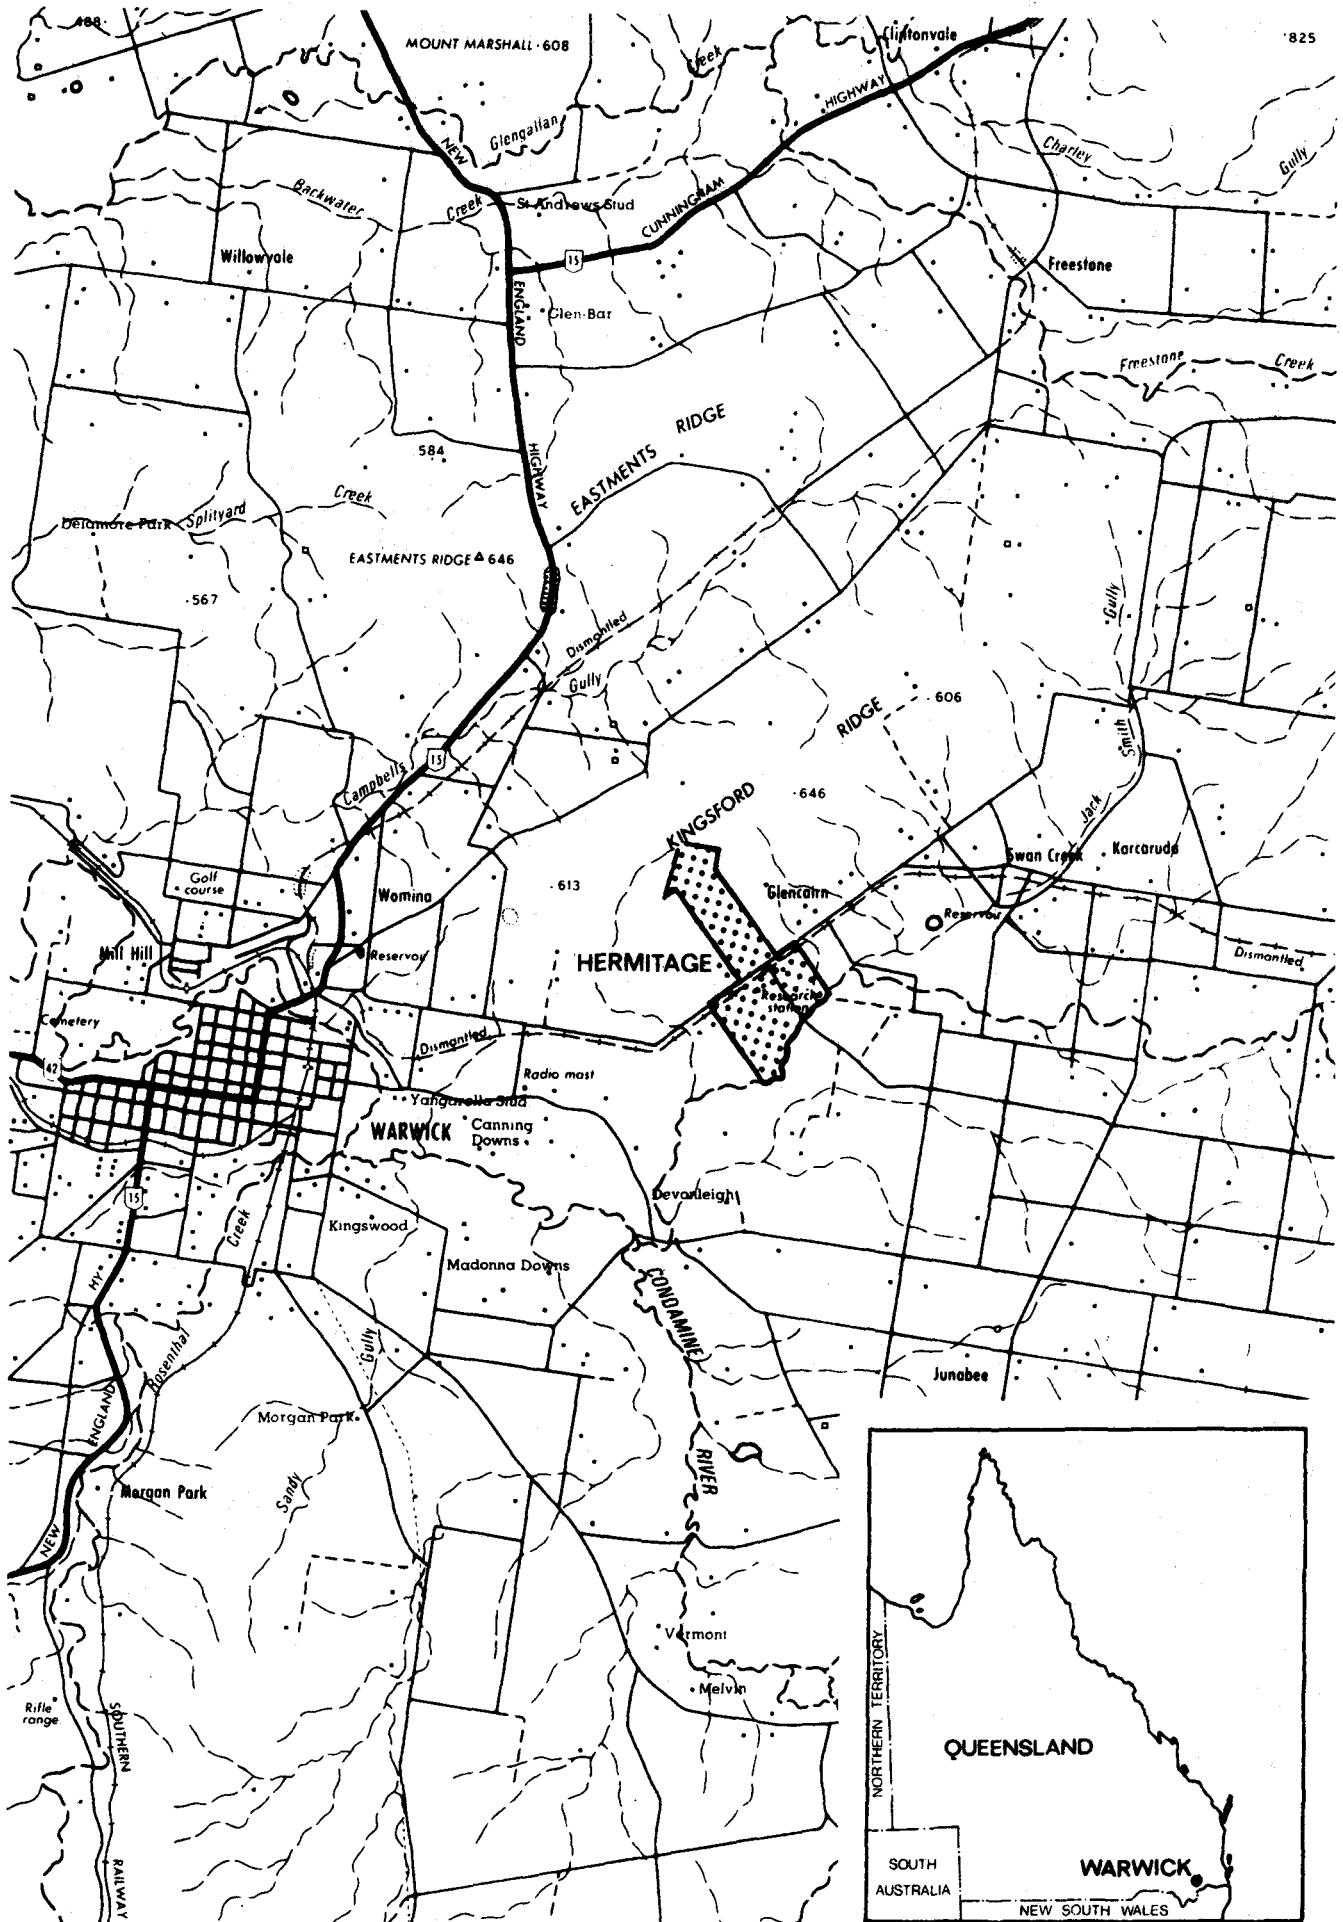 488
MOUNT MARSHALL · 608
Clintonvale
· 825
Creek
HIGHWAY
NEW
Glengallan
Charley
Gully
Backwater
Creek
St Andrews Stud
CUNNINGRAM
Willowvale
15
Freestone
ENGLAND
Glen-Bar
Freestone
Creek
RIDGE
584
HIGHWAY
EASTMENTS
Creek
Delamore Park
Splityard
EASTMENTS RIDGE 646
· 567
Gully
Dismantled
Gully
· 606
RIDGE
Smith
15
Campbells
KINGSFORD
· 646
Jack
Swan Creek
Karcaruda
Golf
course
Womina
· 613
Glencairn
Reservoir
Mill Hill
Reservoir
HERMITAGE
Dismantled
Research
station
Cemetery
Dismantled
42
Radio mast
Yangarella Stud
WARWICK
Canning
Downs
15
Devonleigh
Creek
Kingswood
Madonna Downs
HY
CONDAMINE
Rosenthal
Gully
Junabee
ENGLAND
Morgan Park
RIVER
Sandy
Morgan Park
NEW
Vermont
Melvin
Rifle
range
SOUTHERN
RAILWAY
NORTHERN TERRITORY
QUEENSLAND
SOUTH
AUSTRALIA
WARWICK
NEW SOUTH WALES